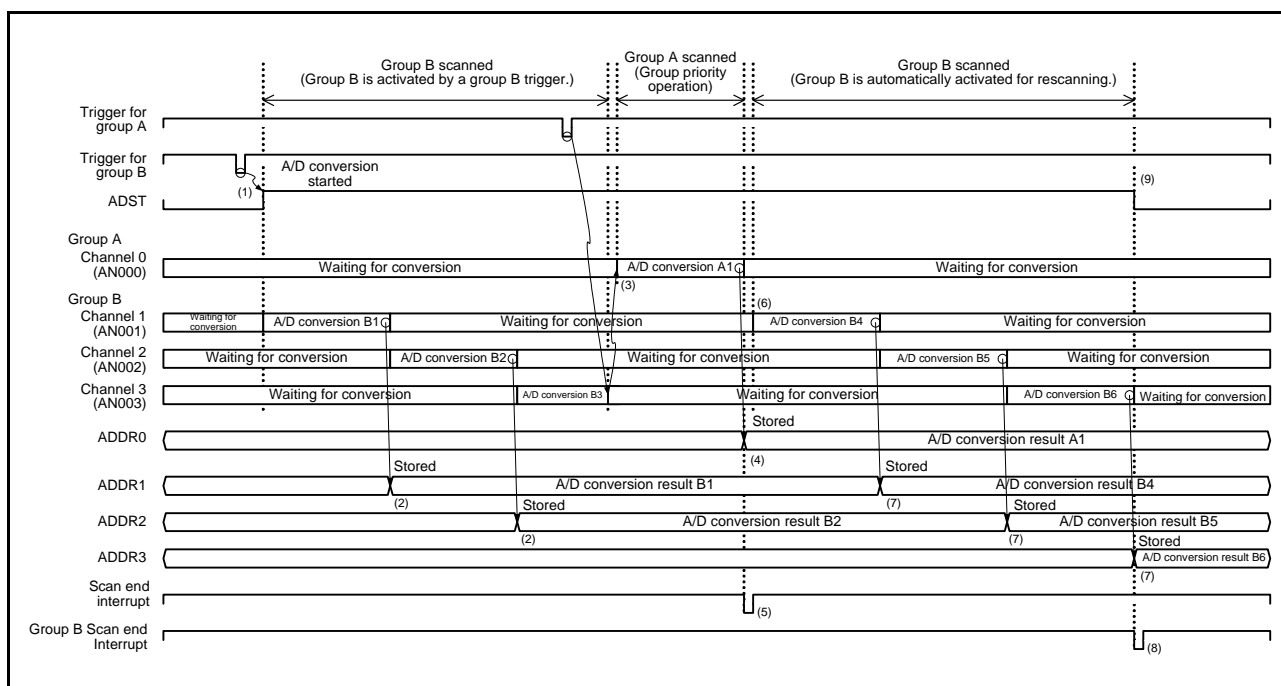 Group B scanned
(Group B is activated by a group B trigger.)
Group A scanned
(Group priority
operation)
Group B scanned
(Group B is automatically activated for rescanning.)
Trigger for
group A
Trigger for
group B
A/D conversion
started
(1)
(9)
ADST
Group A
Channel 0
(AN000)
Waiting for conversion
A/D conversion A1
Waiting for conversion
(3)
Group B
(6)
Channel 1
(AN001)
Waiting for
conversion
A/D conversion B1
Waiting for conversion
A/D conversion B4
Waiting for conversion
Channel 2
(AN002)
Waiting for conversion
A/D conversion B2
Waiting for conversion
A/D conversion B5
Waiting for conversion
Channel 3
(AN003)
Waiting for conversion
A/D conversion B3
Waiting for conversion
A/D conversion B6
Waiting for conversion
Stored
ADDR0
A/D conversion result A1
(4)
Stored
Stored
ADDR1
A/D conversion result B1
A/D conversion result B4
(2)
(7)
Stored
Stored
ADDR2
A/D conversion result B2
A/D conversion result B5
(2)
(7)
Stored
ADDR3
A/D conversion result B6
(7)
Scan end
interrupt
(5)
Group B Scan end
Interrupt
(8)